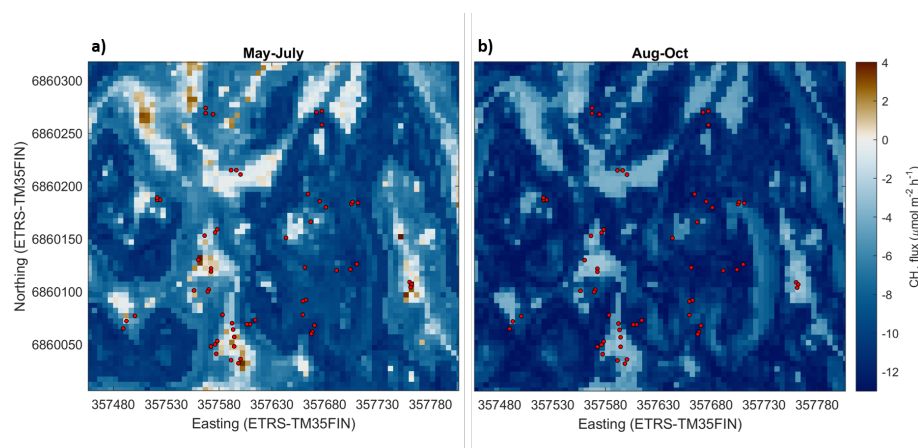 a)
May-July
b)
Aug-Oct
6860300
6860250
6860200
6860150
6860100
6860050
Northing (ETRS-TM35FIN)
357480 357530 357580 357630 357680 357730 357780
Easting (ETRS-TM35FIN)
357480 357530 357580 357630 357680 357730 357780
Easting (ETRS-TM35FIN)
4
2
0
-2
-4
-6
-8
-10
-12
flux (μmol m⁻² h⁻¹)